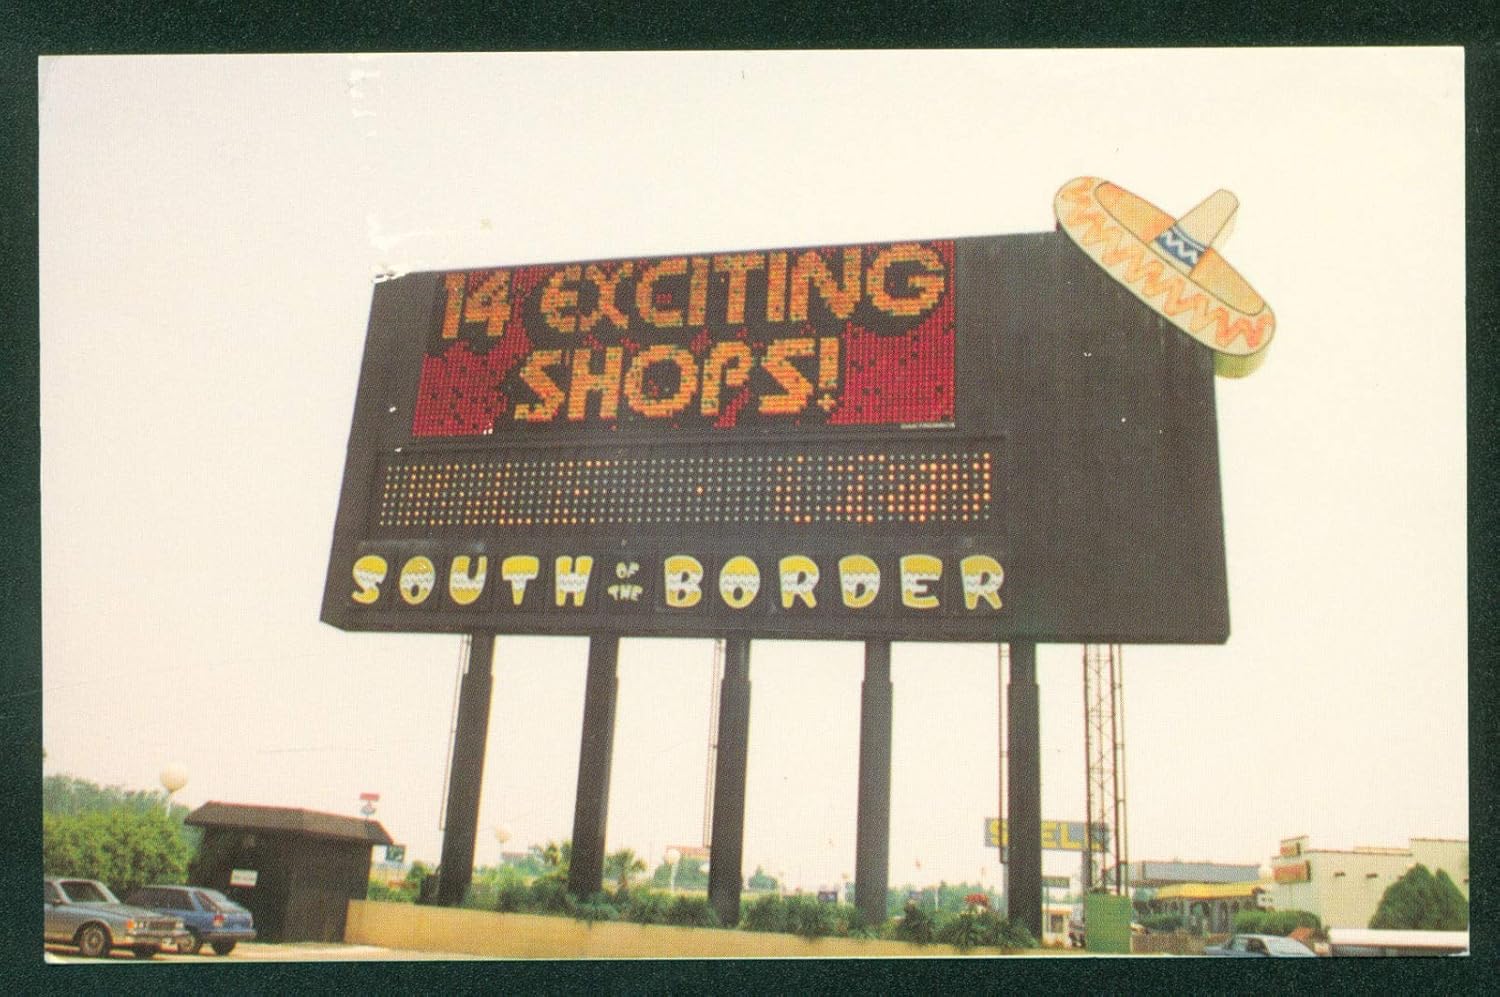 14 EXCITING
SHOPS!
SOUTH OF THE BORDER